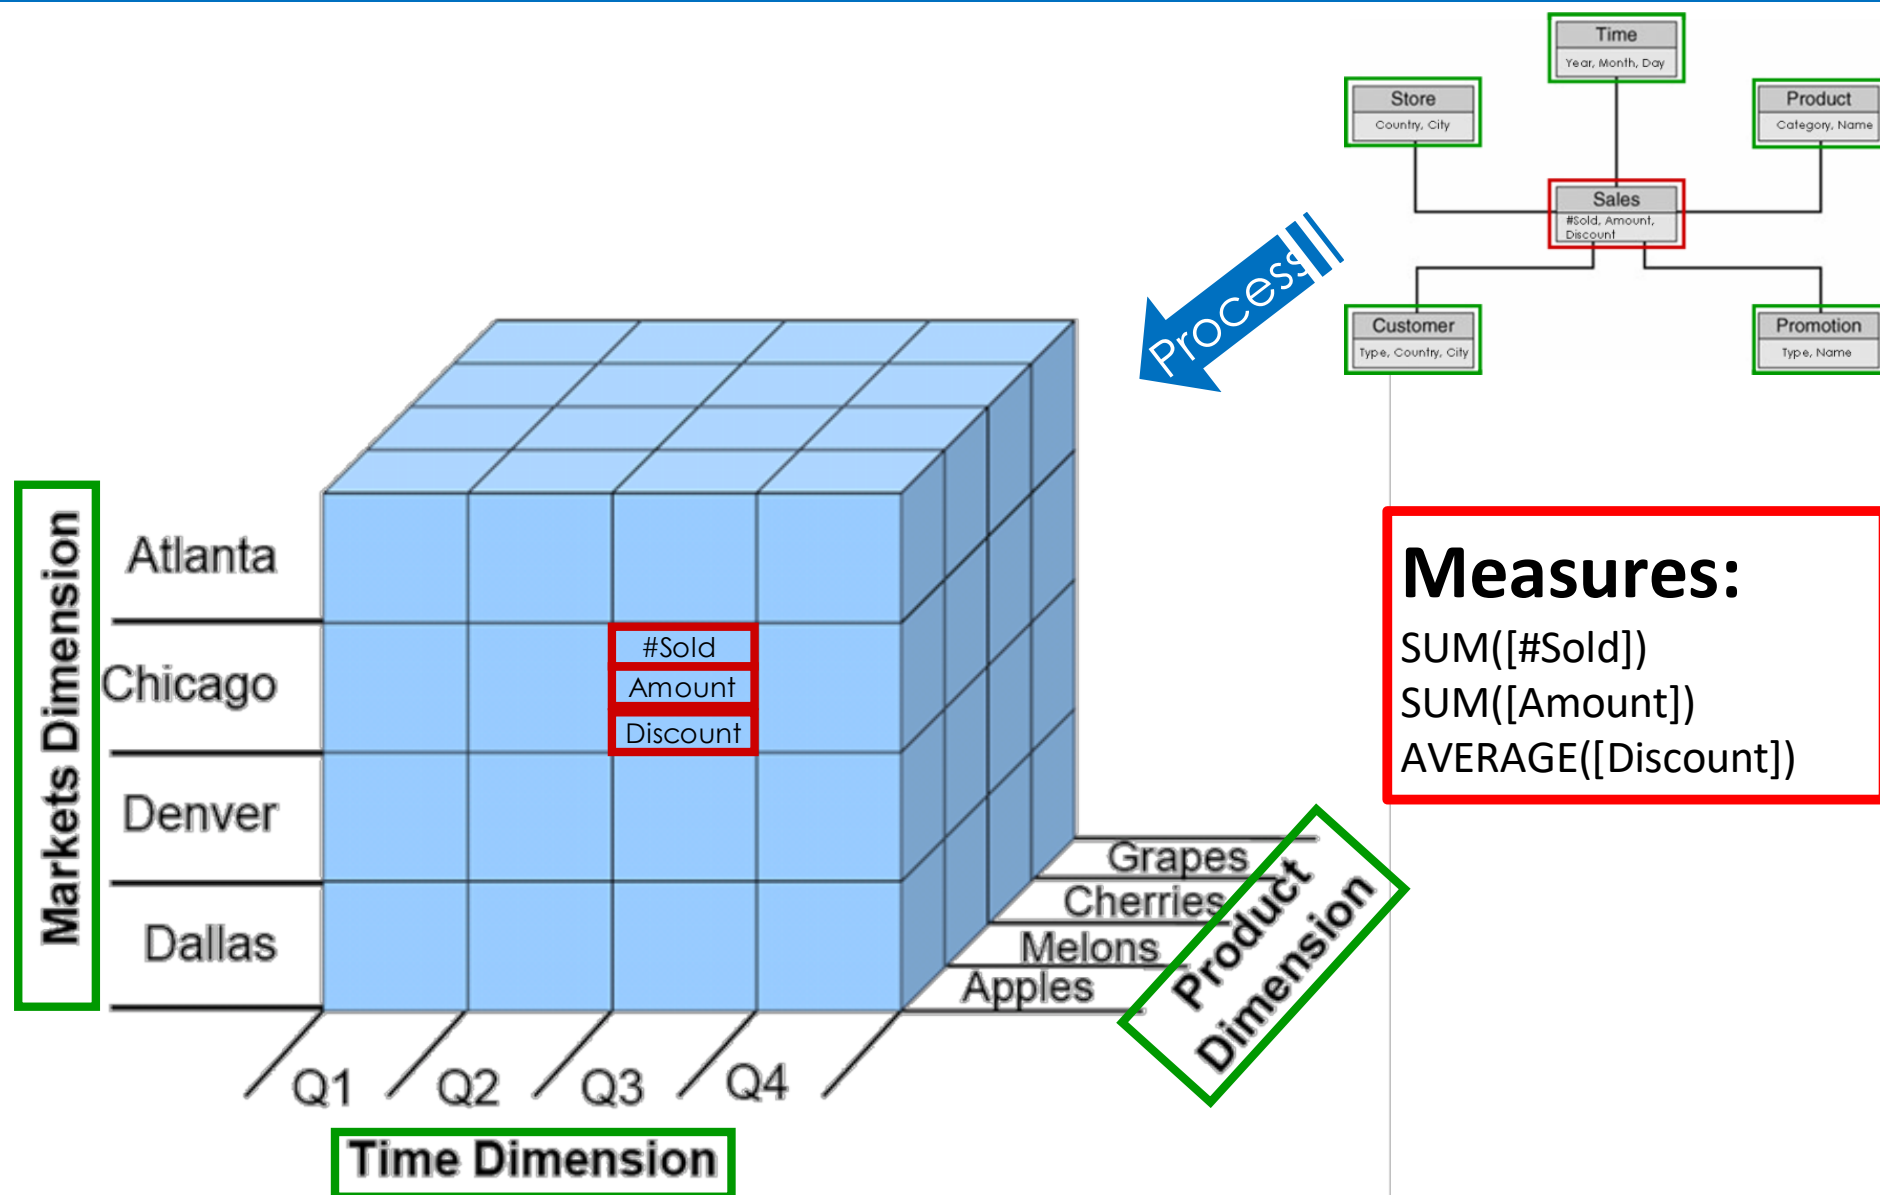 Time
Year, Month, Day
Store
Country, City
Product
Category, Name
Sales
#Sold, Amount,
Discount
Customer
Type, Country, City
Promotion
Type, Name
Process
Markets Dimension
Atlanta
Chicago
Denver
Dallas
#Sold
Amount
Discount
Measures:
SUM([#Sold])
SUM([Amount])
AVERAGE([Discount])
Grapes
Cherries
Melons
Apples
Product
Dimension
Q1
Q2
Q3
Q4
Time Dimension